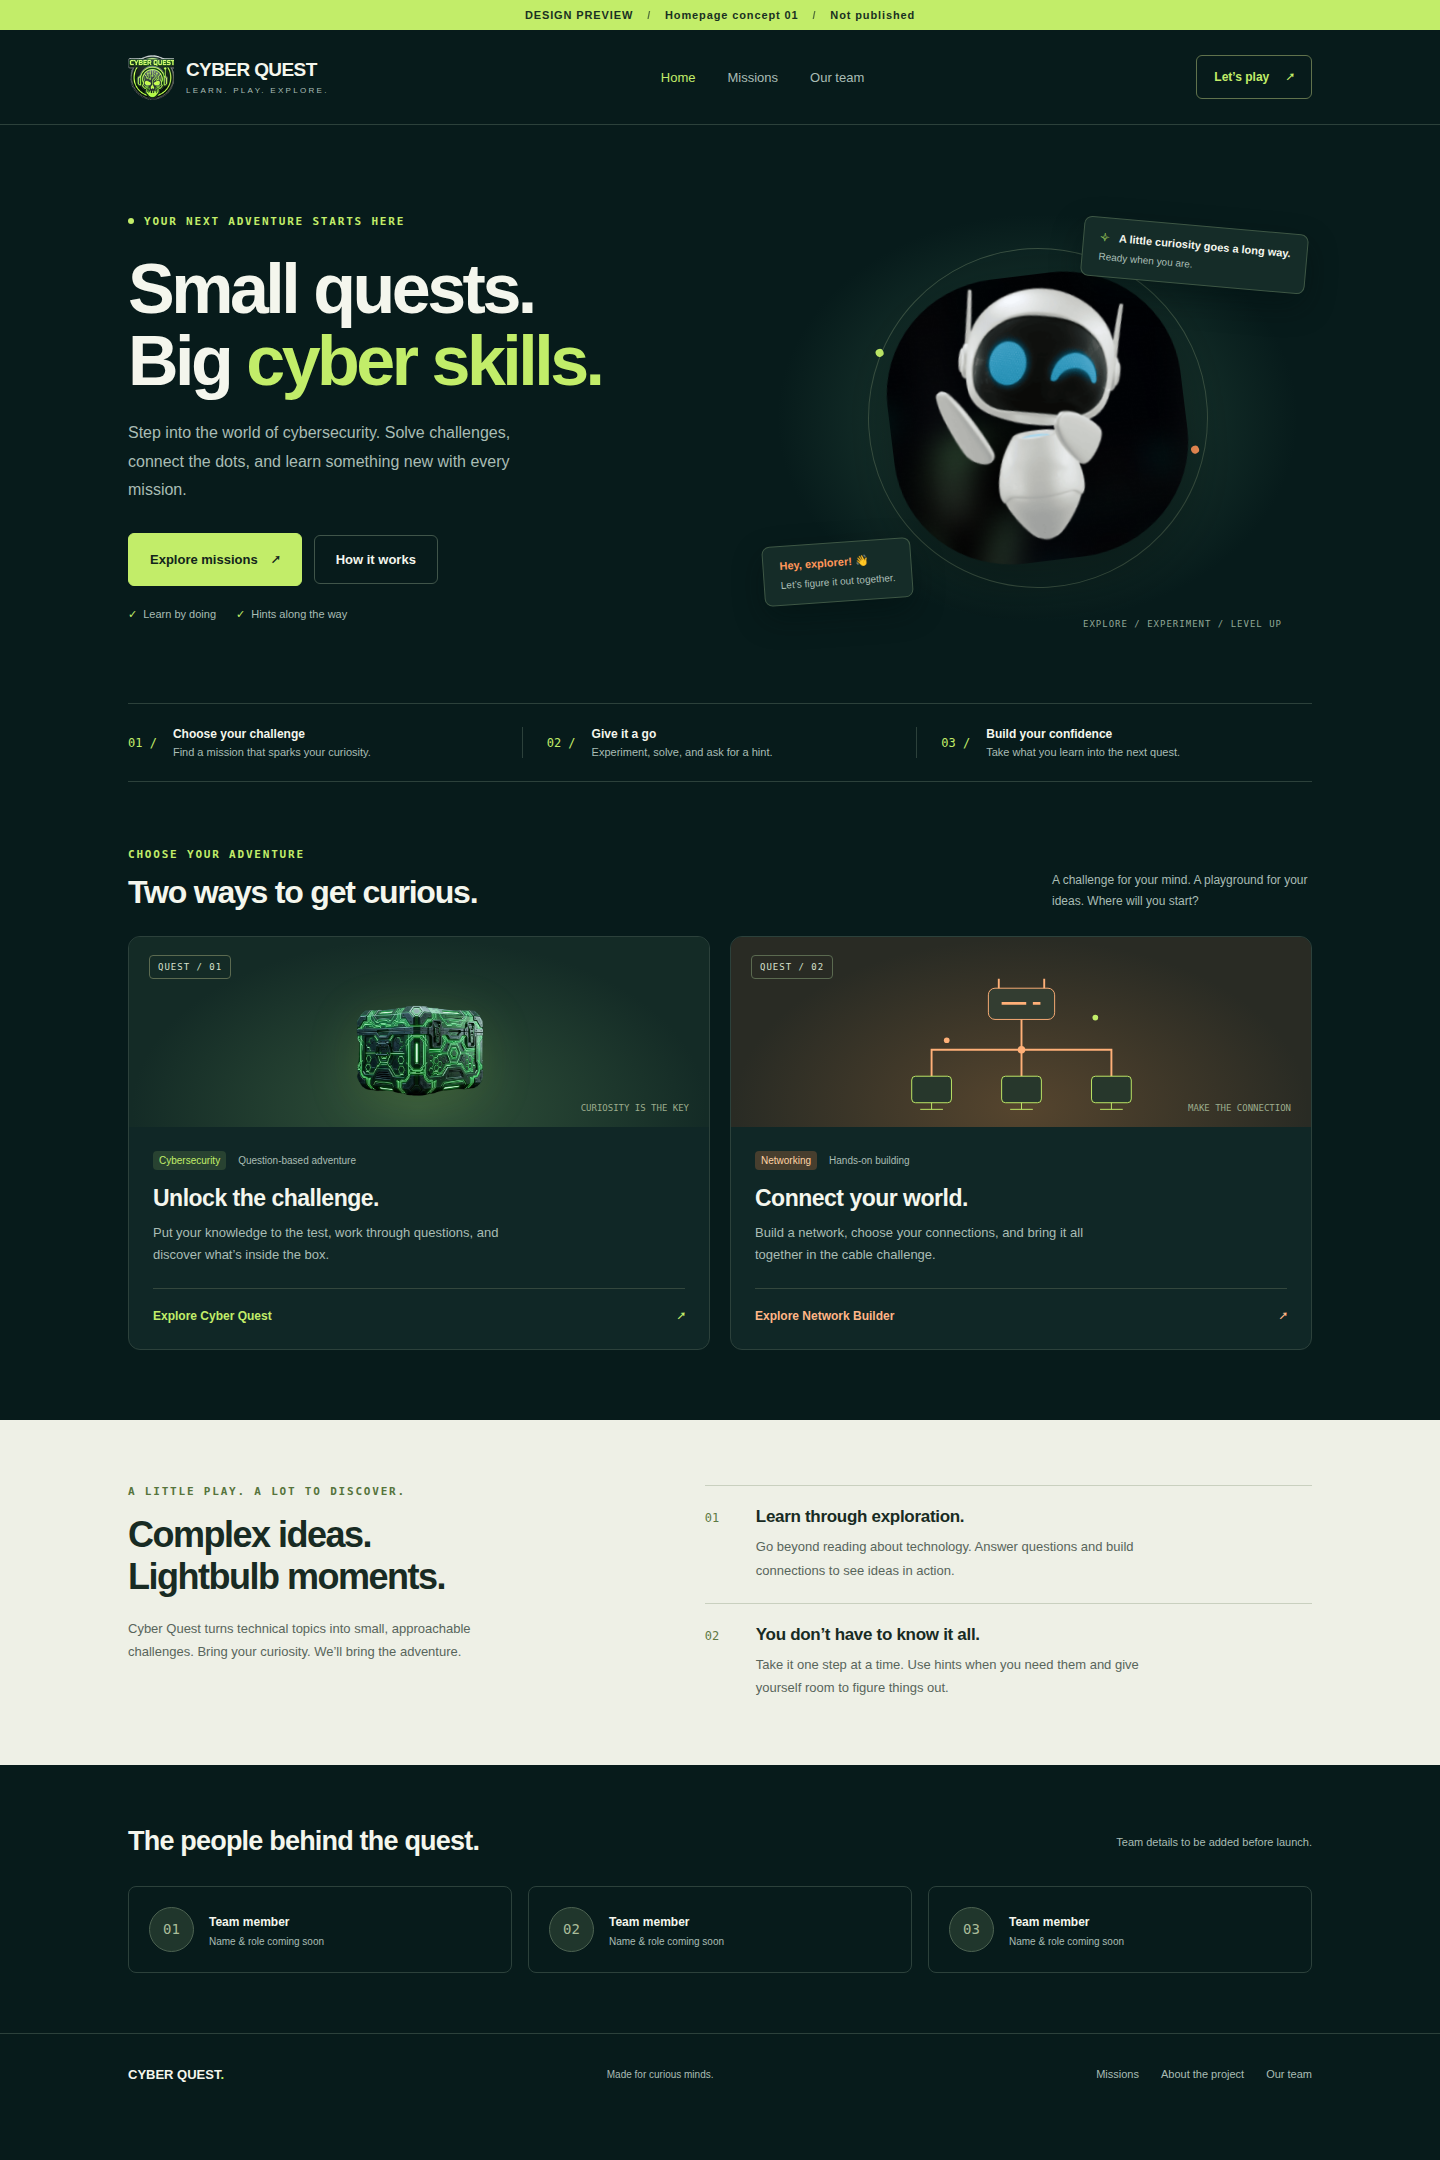 DESIGN PREVIEW / Homepage concept 01 / Not published
CYBER QUEST
CYBER QUEST
LEARN. PLAY. EXPLORE.
Home Missions Our team
Let’s play ↗
YOUR NEXT ADVENTURE STARTS HERE
Small quests.
Big cyber skills.
Step into the world of cybersecurity. Solve challenges,
connect the dots, and learn something new with every
mission.
Explore missions ↗
How it works
✓ Learn by doing ✓ Hints along the way
A little curiosity goes a long way.
Ready when you are.
Hey, explorer! 👋
Let’s figure it out together.
EXPLORE / EXPERIMENT / LEVEL UP
01 / Choose your challenge
Find a mission that sparks your curiosity.
02 / Give it a go
Experiment, solve, and ask for a hint.
03 / Build your confidence
Take what you learn into the next quest.
CHOOSE YOUR ADVENTURE
Two ways to get curious.
A challenge for your mind. A playground for your
ideas. Where will you start?
QUEST / 01
CURIOSITY IS THE KEY
Cybersecurity Question-based adventure
Unlock the challenge.
Put your knowledge to the test, work through questions, and
discover what’s inside the box.
Explore Cyber Quest ↗
QUEST / 02
MAKE THE CONNECTION
Networking Hands-on building
Connect your world.
Build a network, choose your connections, and bring it all
together in the cable challenge.
Explore Network Builder ↗
A LITTLE PLAY. A LOT TO DISCOVER.
Complex ideas.
Lightbulb moments.
Cyber Quest turns technical topics into small, approachable
challenges. Bring your curiosity. We’ll bring the adventure.
01 Learn through exploration.
Go beyond reading about technology. Answer questions and build
connections to see ideas in action.
02 You don’t have to know it all.
Take it one step at a time. Use hints when you need them and give
yourself room to figure things out.
The people behind the quest.
Team details to be added before launch.
01 Team member
Name & role coming soon
02 Team member
Name & role coming soon
03 Team member
Name & role coming soon
CYBER QUEST.
Made for curious minds.
Missions About the project Our team